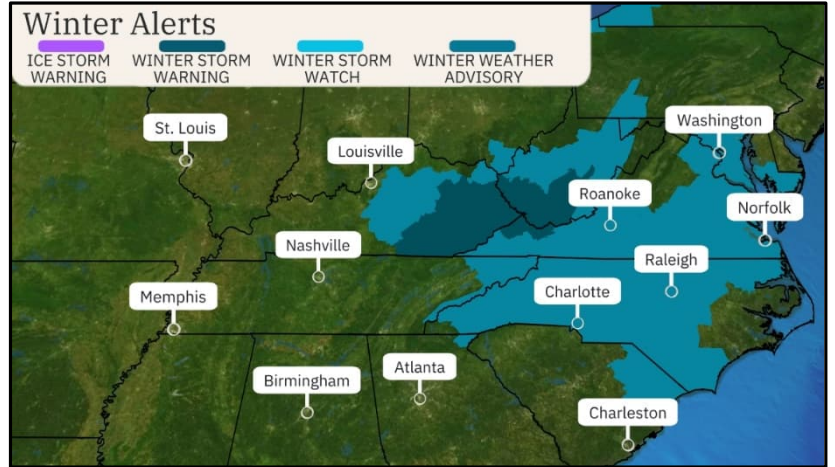 Winter Alerts
ICE STORM WARNING
WINTER STORM WARNING
WINTER STORM WATCH
WINTER WEATHER ADVISORY
St. Louis
Washington
Louisville
Roanoke
Norfolk
Nashville
Raleigh
Memphis
Charlotte
Birmingham
Atlanta
Charleston